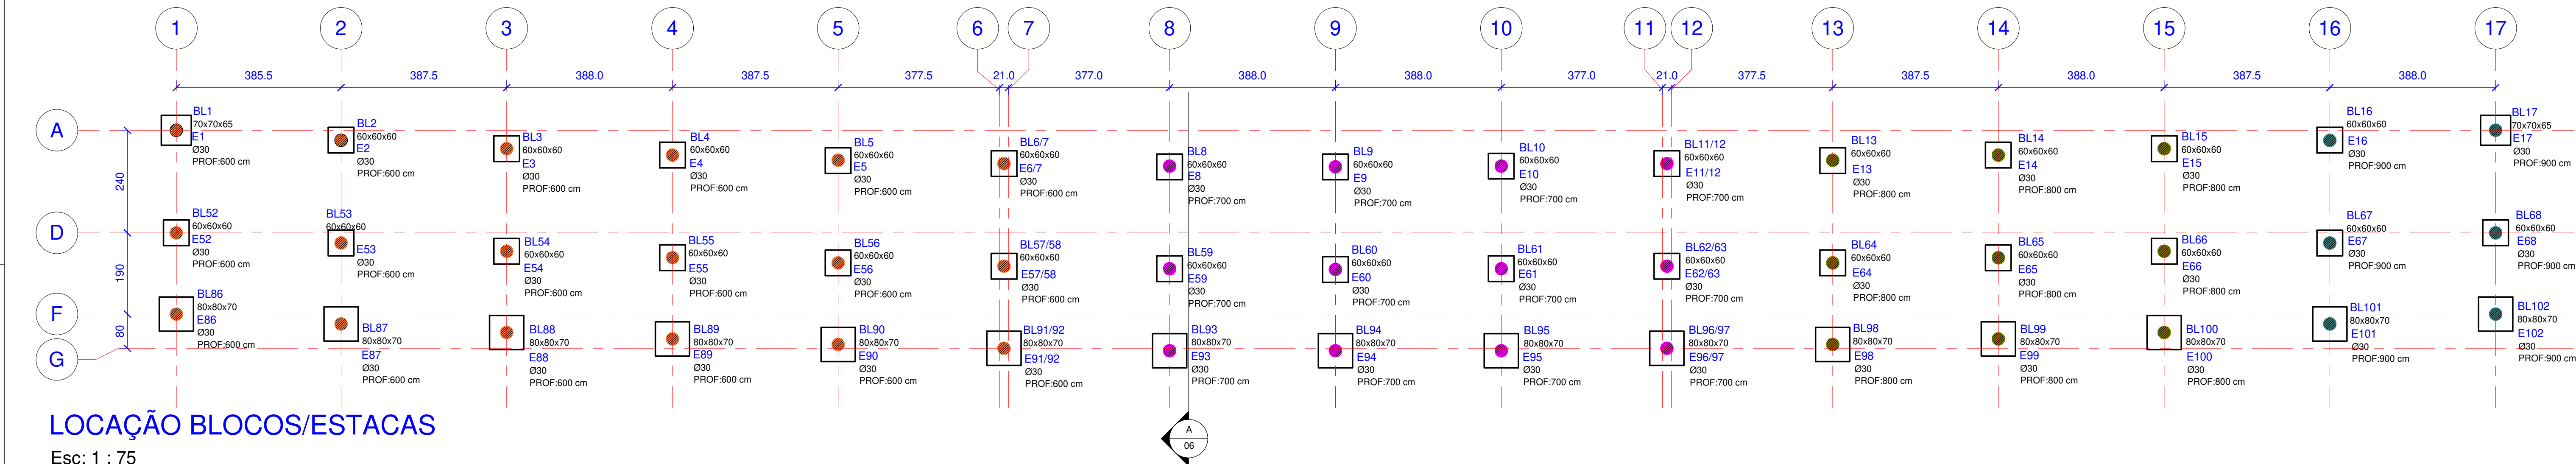 1 2 3 4 5 6 7 8 9 10 11 12 13 14 15 16 17
385.5 387.5 388.0 387.5 377.5 21.0 377.0 388.0 388.0 377.0 21.0 377.5 387.5 388.0 387.5 388.0
A
BL1
70x70x65
E1
Ø30
PROF:600 cm
BL2
60x60x60
E2
Ø30
PROF:600 cm
BL3
60x60x60
E3
Ø30
PROF:600 cm
BL4
60x60x60
E4
Ø30
PROF:600 cm
BL5
60x60x60
E5
Ø30
PROF:600 cm
BL6/7
60x60x60
E6/7
Ø30
PROF:600 cm
BL8
60x60x60
E8
Ø30
PROF:700 cm
BL9
60x60x60
E9
Ø30
PROF:700 cm
BL10
60x60x60
E10
Ø30
PROF:700 cm
BL11/12
60x60x60
E11/12
Ø30
PROF:700 cm
BL13
60x60x60
E13
Ø30
PROF:800 cm
BL14
60x60x60
E14
Ø30
PROF:800 cm
BL15
60x60x60
E15
Ø30
PROF:800 cm
BL16
60x60x60
E16
Ø30
PROF:900 cm
BL17
70x70x65
E17
Ø30
PROF:900 cm
240
D
BL52
60x60x60
E52
Ø30
PROF:600 cm
BL53
60x60x60
E53
Ø30
PROF:600 cm
BL54
60x60x60
E54
Ø30
PROF:600 cm
BL55
60x60x60
E55
Ø30
PROF:600 cm
BL56
60x60x60
E56
Ø30
PROF:600 cm
BL57/58
60x60x60
E57/58
Ø30
PROF:600 cm
BL59
60x60x60
E59
Ø30
PROF:700 cm
BL60
60x60x60
E60
Ø30
PROF:700 cm
BL61
60x60x60
E61
Ø30
PROF:700 cm
BL62/63
60x60x60
E62/63
Ø30
PROF:700 cm
BL64
60x60x60
E64
Ø30
PROF:800 cm
BL65
60x60x60
E65
Ø30
PROF:800 cm
BL66
60x60x60
E66
Ø30
PROF:800 cm
BL67
60x60x60
E67
Ø30
PROF:900 cm
BL68
60x60x60
E68
Ø30
PROF:900 cm
190
F
BL86
80x80x70
E86
Ø30
PROF:600 cm
BL87
80x80x70
E87
Ø30
PROF:600 cm
BL88
80x80x70
E88
Ø30
PROF:600 cm
BL89
80x80x70
E89
Ø30
PROF:600 cm
BL90
80x80x70
E90
Ø30
PROF:600 cm
BL91/92
80x80x70
E91/92
Ø30
PROF:600 cm
BL93
80x80x70
E93
Ø30
PROF:700 cm
BL94
80x80x70
E94
Ø30
PROF:700 cm
BL95
80x80x70
E95
Ø30
PROF:700 cm
BL96/97
80x80x70
E96/97
Ø30
PROF:700 cm
BL98
80x80x70
E98
Ø30
PROF:800 cm
BL99
80x80x70
E99
Ø30
PROF:800 cm
BL100
80x80x70
E100
Ø30
PROF:800 cm
BL101
80x80x70
E101
Ø30
PROF:900 cm
BL102
80x80x70
E102
Ø30
PROF:900 cm
80
G
LOCAÇÃO BLOCOS/ESTACAS
Esc: 1 : 75
A
06